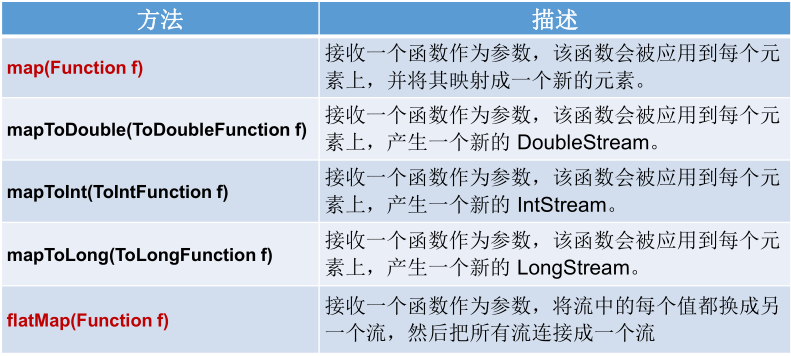 方法
描述
map(Function f)
接收一个函数作为参数，该函数会被应用到每个元
素上，并将其映射成一个新的元素。
mapToDouble(ToDoubleFunction f)
接收一个函数作为参数，该函数会被应用到每个元
素上，产生一个新的 DoubleStream。
mapToInt(ToIntFunction f)
接收一个函数作为参数，该函数会被应用到每个元
素上，产生一个新的 IntStream。
mapToLong(ToLongFunction f)
接收一个函数作为参数，该函数会被应用到每个元
素上，产生一个新的 LongStream。
flatMap(Function f)
接收一个函数作为参数，将流中的每个值都换成另
一个流，然后把所有流连接成一个流